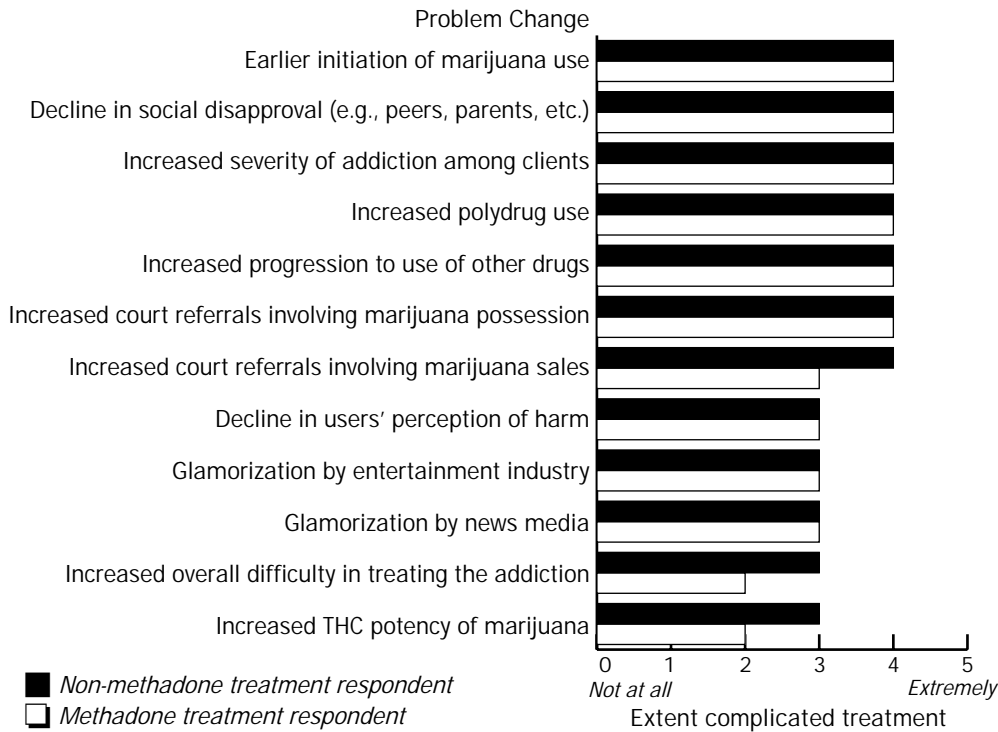 Problem Change
Earlier initiation of marijuana use
Decline in social disapproval (e.g., peers, parents, etc.)
Increased severity of addiction among clients
Increased polydrug use
Increased progression to use of other drugs
Increased court referrals involving marijuana possession
Increased court referrals involving marijuana sales
Decline in users’ perception of harm
Glamorization by entertainment industry
Glamorization by news media
Increased overall difficulty in treating the addiction
Increased THC potency of marijuana
0 1 2 3 4 5
Not at all Extremely
Extent complicated treatment
Non-methadone treatment respondent
Methadone treatment respondent